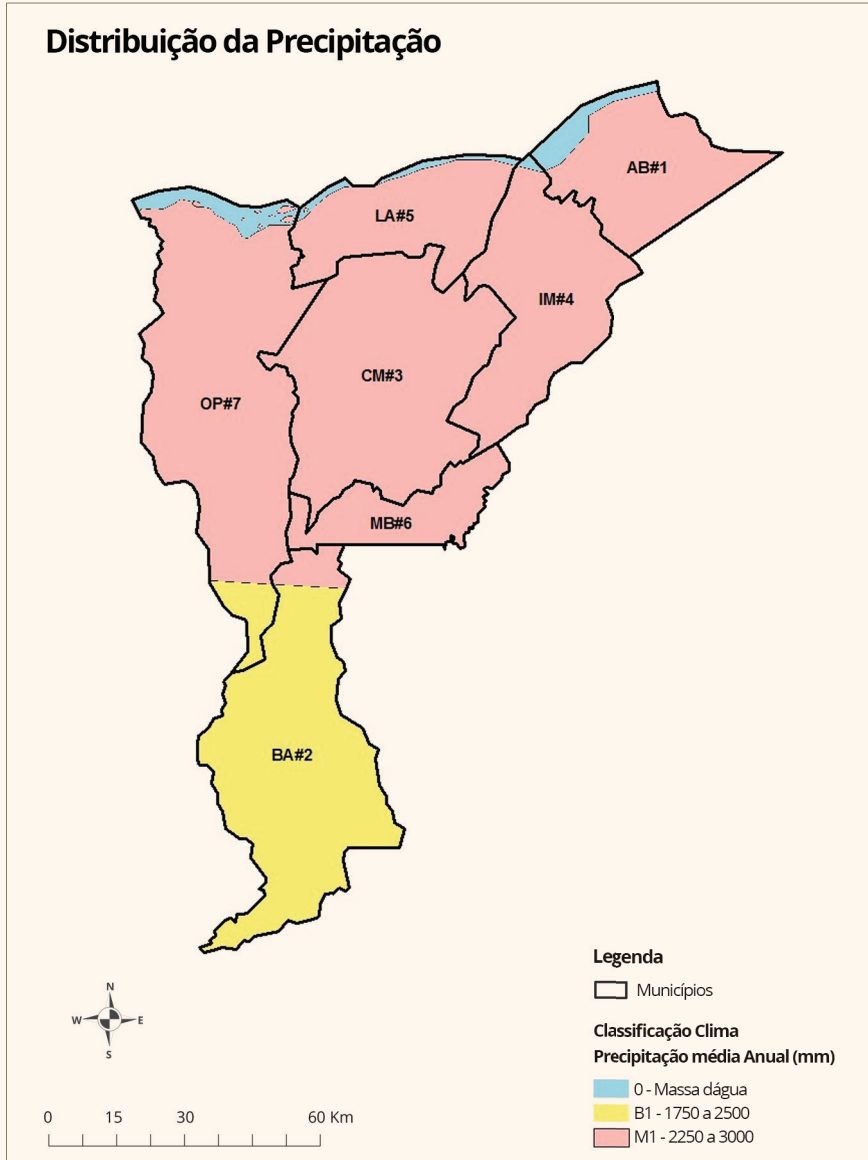 Distribuição da Precipitação
AB#1
LA#5
IM#4
CM#3
OP#7
MB#6
BA#2
N
W E
S
0 15 30 60 Km
Legenda
Municípios
Classificação Clima
Precipitação média Anual (mm)
0 - Massa dágua
B1 - 1750 a 2500
M1 - 2250 a 3000